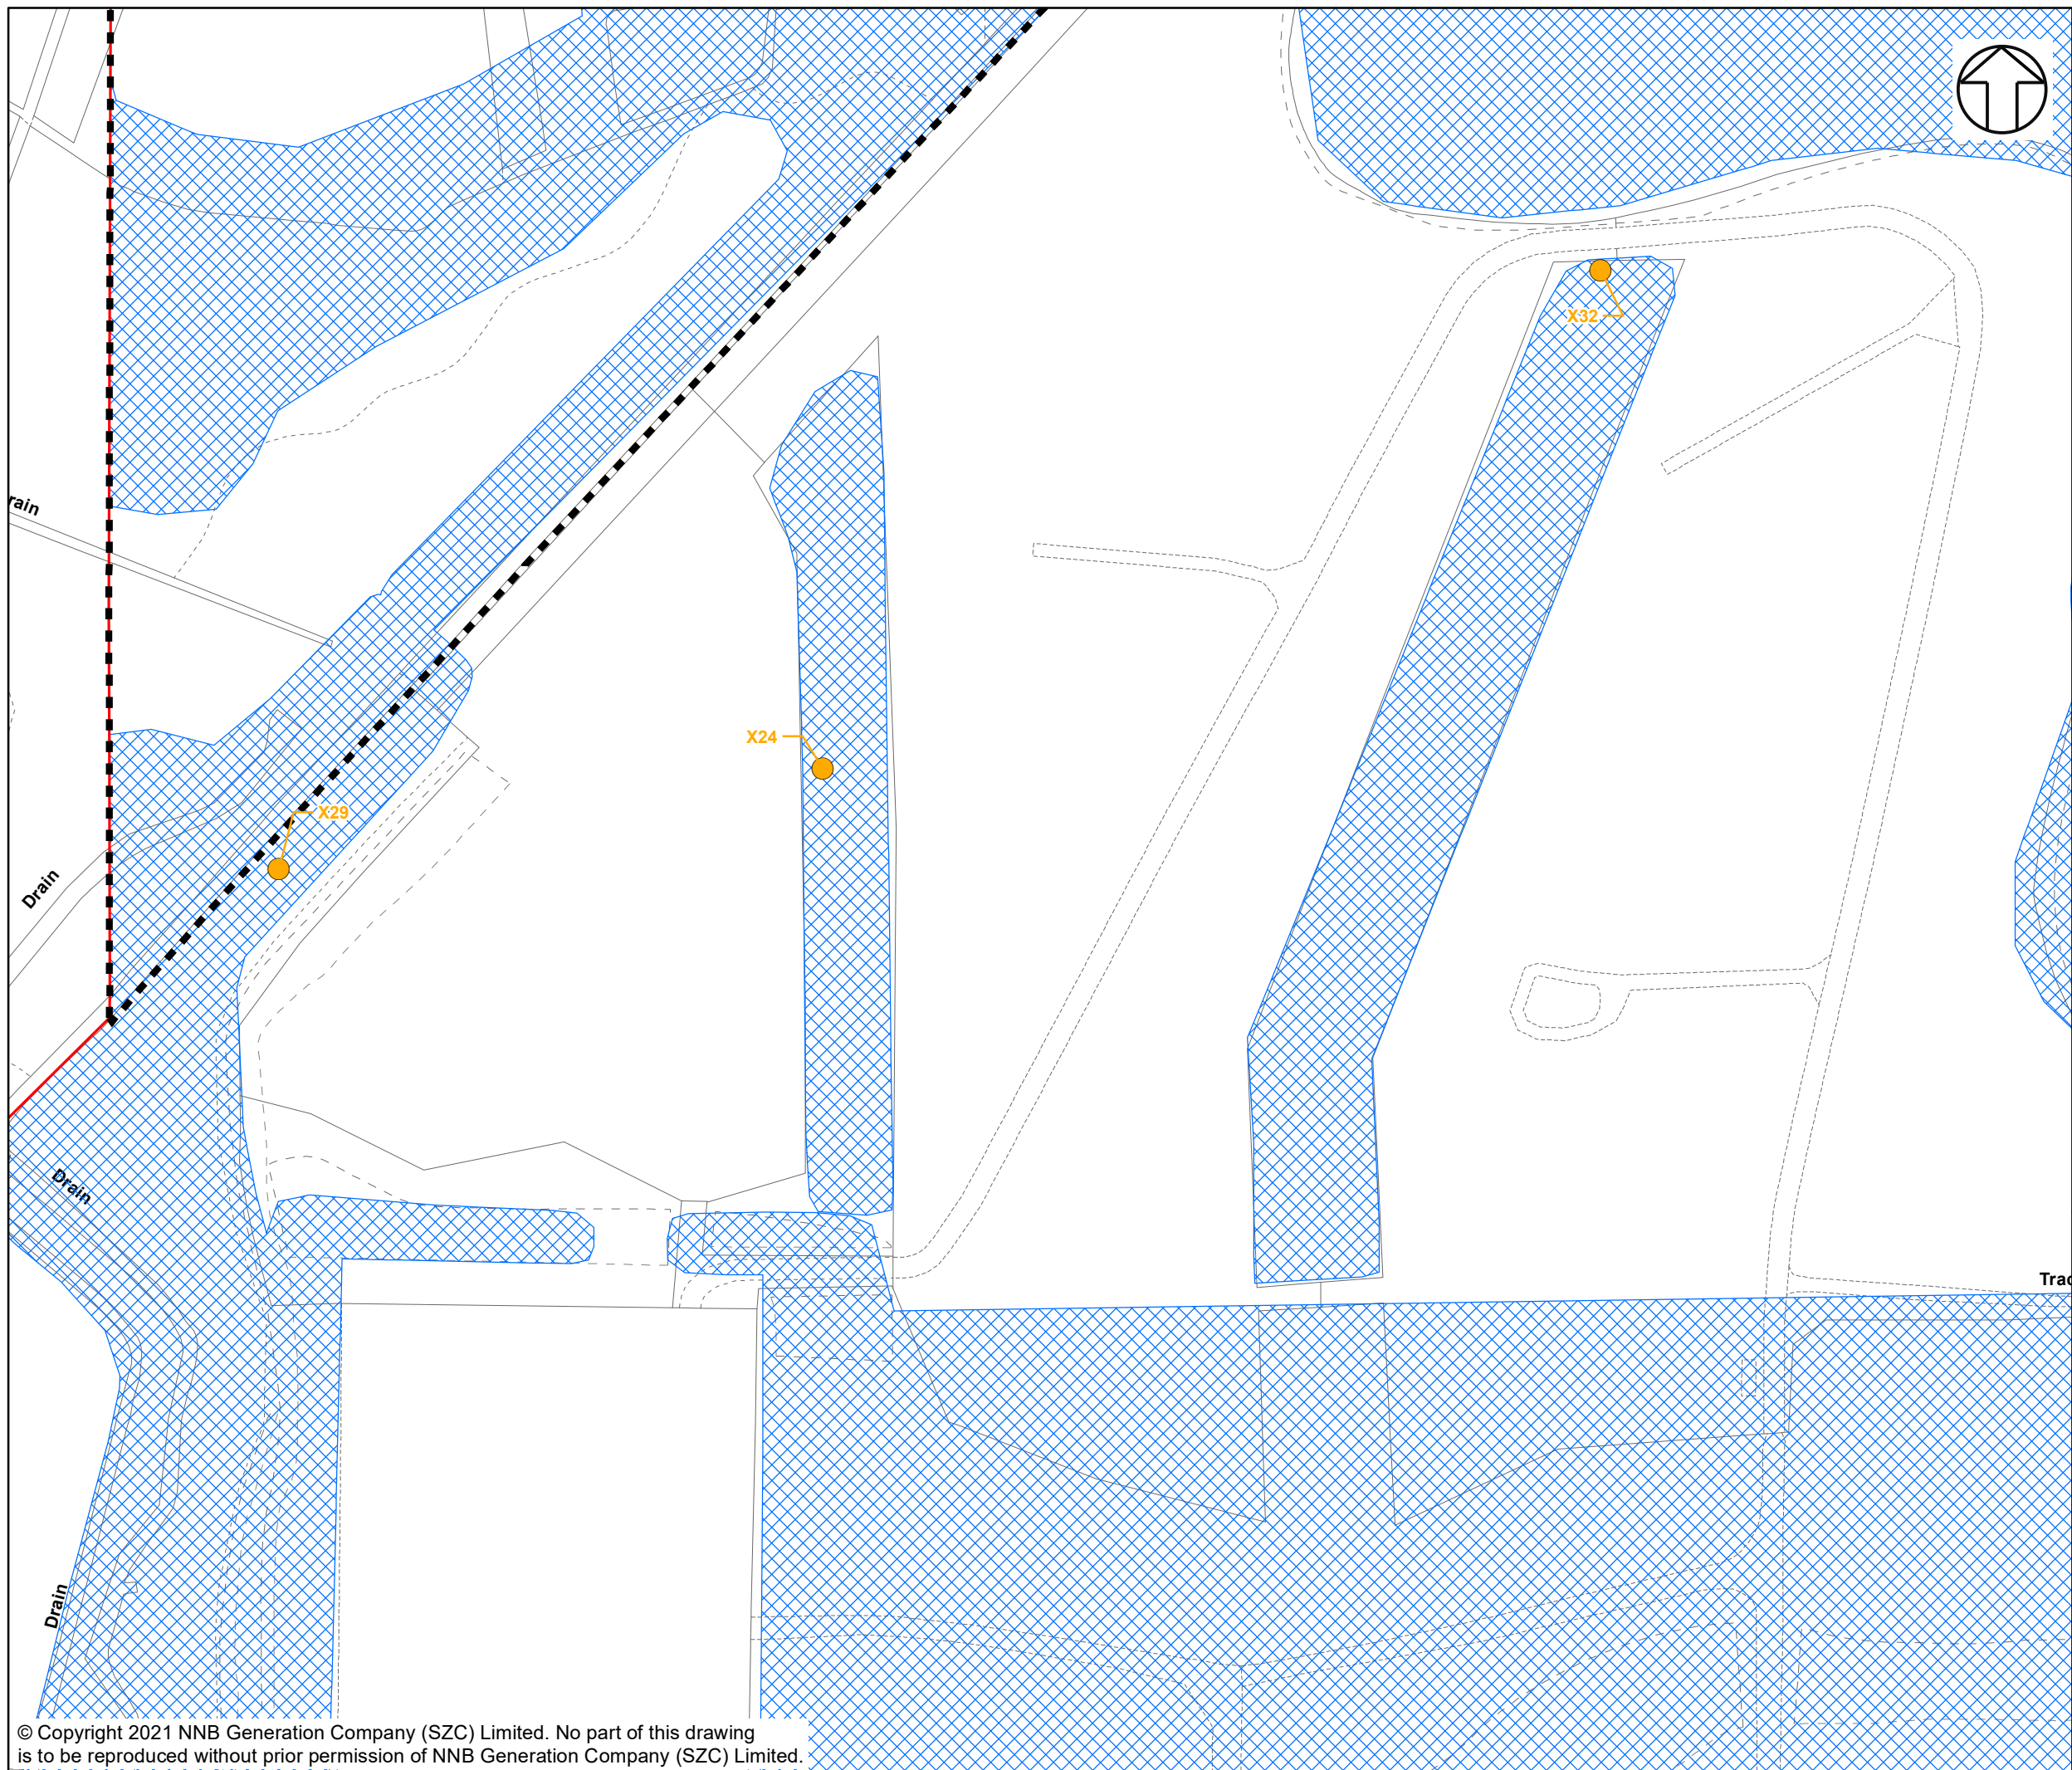 rain
X32
X24
X29
Drain
Drain
Trac
Drain
© Copyright 2021 NNB Generation Company (SZC) Limited. No part of this drawing
is to be reproduced without prior permission of NNB Generation Company (SZC) Limited.